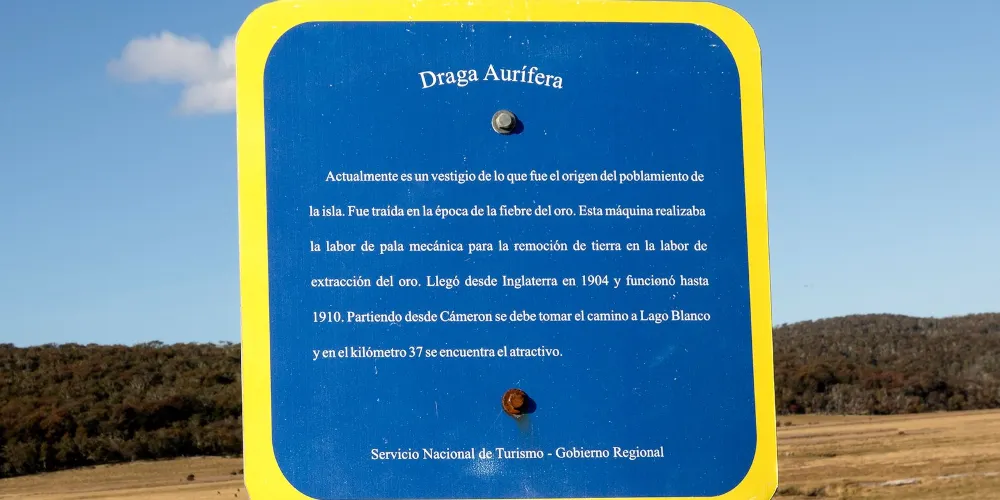 Draga Aurífera
Actualmente es un vestigio de lo que fue el origen del poblamiento de
la isla. Fue traída en la época de la fiebre del oro. Esta máquina realizaba
la labor de pala mecánica para la remoción de tierra en la labor de
extracción del oro. Llegó desde Inglaterra en 1904 y funcionó hasta
1910. Partiendo desde Cámeron se debe tomar el camino a Lago Blanco
y en el kilómetro 37 se encuentra el atractivo.
Servicio Nacional de Turismo - Gobierno Regional